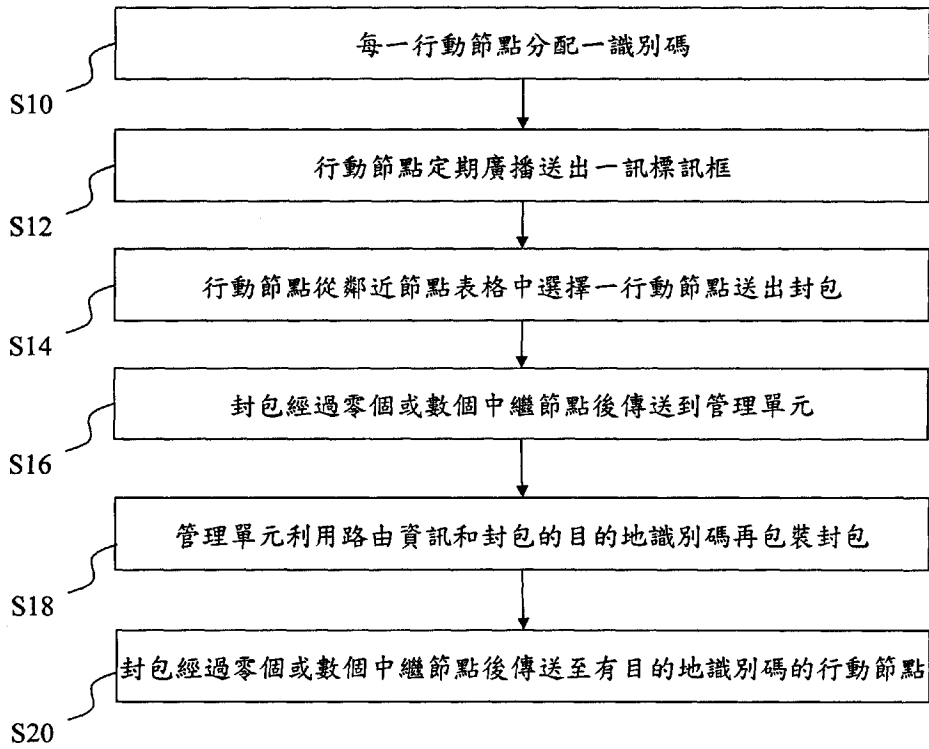 每一行動節點分配一識別碼
S10
行動節點定期廣播送出一訊標訊框
S12
行動節點從鄰近節點表格中選擇一行動節點送出封包
S14
封包經過零個或數個中繼節點後傳送到管理單元
S16
管理單元利用路由資訊和封包的目的地識別碼再包裝封包
S18
封包經過零個或數個中繼節點後傳送至有目的地識別碼的行動節點
S20